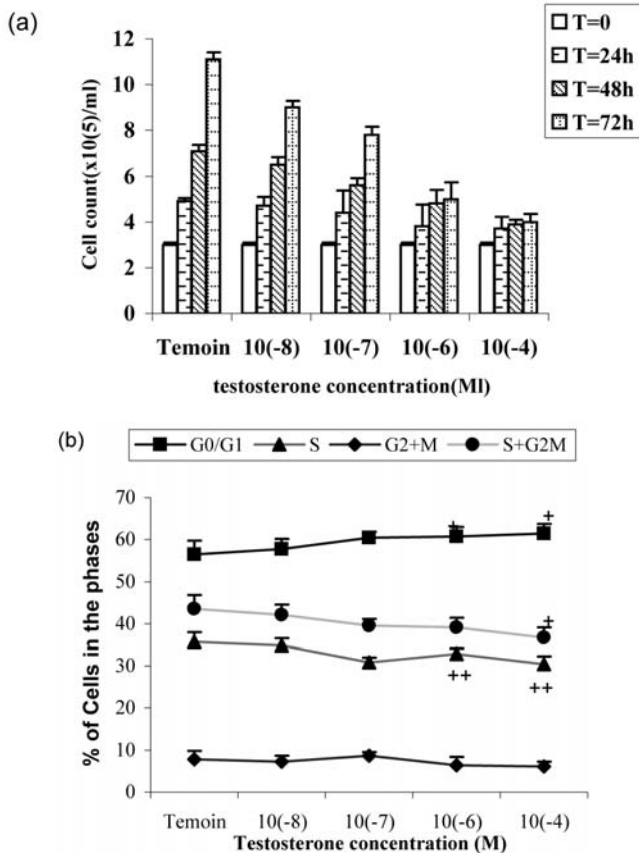 (a)
T=0
T=24h
T=48h
T=72h
Cell count(x10(5)/ml)
12
10
8
6
4
2
0
Temoin 10(-8) 10(-7) 10(-6) 10(-4)
testosterone concentration(Ml)
(b)
G0/G1 S G2+M S+G2M
% of Cells in the phases
70
60
50
40
30
20
10
0
+ +
+
++ ++
Temoin 10(-8) 10(-7) 10(-6) 10(-4)
Testosterone concentration (M)